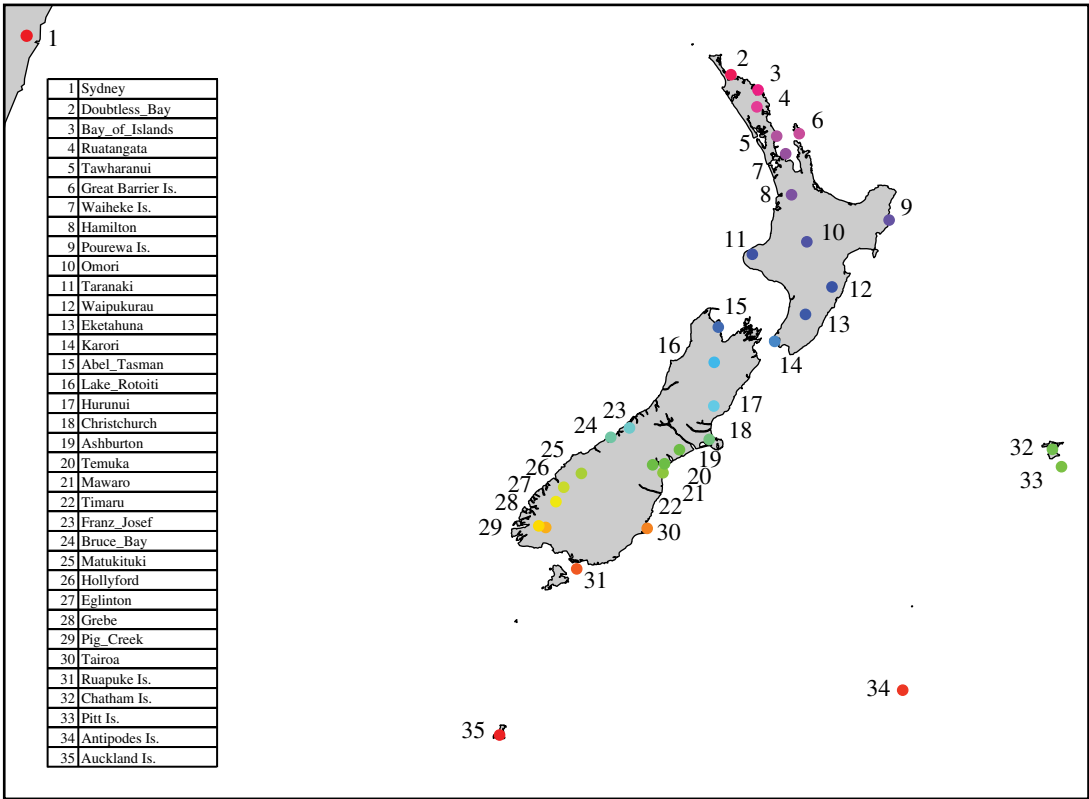 1 Sydney
2 Doubtless_Bay
3 Bay_of_Islands
4 Ruatangata
5 Tawharanui
6 Great Barrier Is.
7 Waiheke Is.
8 Hamilton
9 Pourewa Is.
10 Omori
11 Taranaki
12 Waipukurau
13 Eketahuna
14 Karori
15 Abel_Tasman
16 Lake_Rotoiti
17 Hurunui
18 Christchurch
19 Ashburton
20 Temuka
21 Mawaro
22 Timaru
23 Franz_Josef
24 Bruce_Bay
25 Matukituki
26 Hollyford
27 Eglinton
28 Grebe
29 Pig_Creek
30 Tairoa
31 Ruapuke Is.
32 Chatham Is.
33 Pitt Is.
34 Antipodes Is.
35 Auckland Is.
1
2
3
4
5
6
7
8
9
10
11
12
13
14
15
16
17
18
19
20
21
22
23
24
25
26
27
28
29
30
31
32
33
34
35